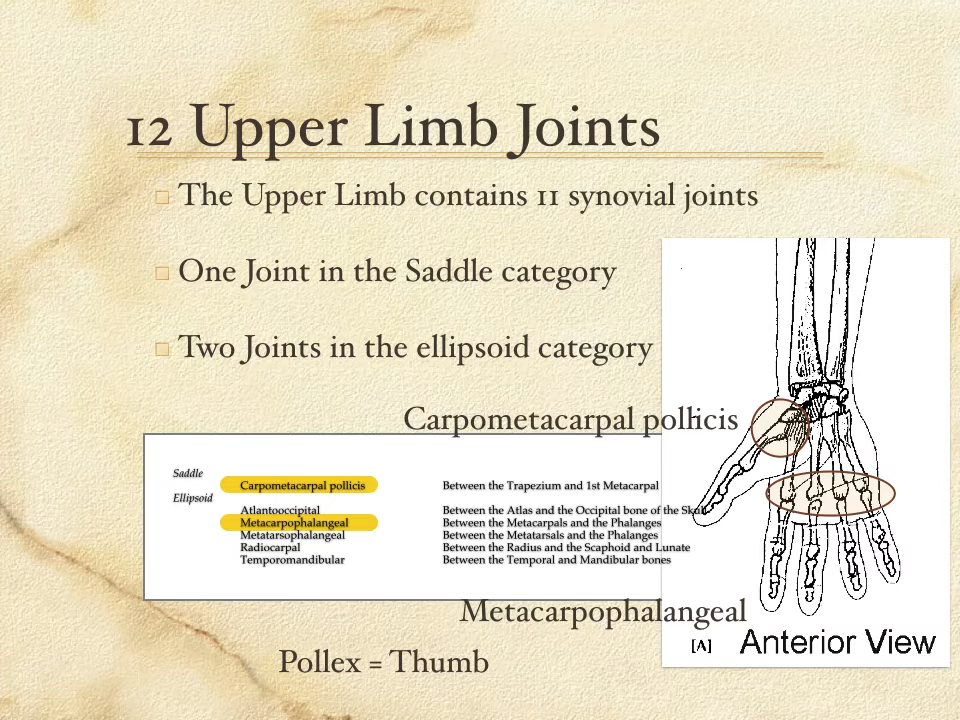 12 Upper Limb Joints
The Upper Limb contains 11 synovial joints
One Joint in the Saddle category
Two Joints in the ellipsoid category
Carpometacarpal pollicis
Saddle
Carpometacarpal pollicis Between the Trapezium and 1st Metacarpal
Ellipsoid
Atlantooccipital Between the Atlas and the Occipital bone of the Skull
Metacarpophalangeal Between the Metacarpals and the Phalanges
Metatarsophalangeal Between the Metatarsals and the Phalanges
Radiocarpal Between the Radius and the Scaphoid and Lunate
Temporomandibular Between the Temporal and Mandibular bones
Metacarpophalangeal
[A] Anterior View
Pollex = Thumb